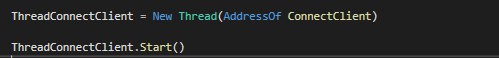 ThreadConnectClient = New Thread(AddressOf ConnectClient)
ThreadConnectClient.Start()